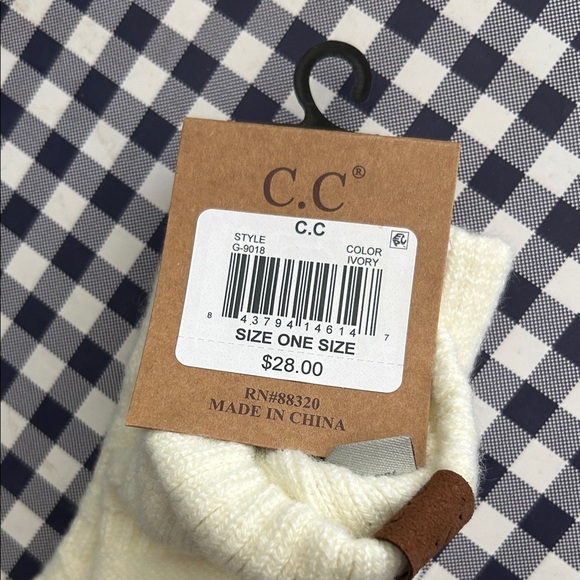 C.C®
C.C
STYLE COLOR
G-9018 IVORY
8 43794 14614 7
SIZE ONE SIZE
$28.00
RN#88320
MADE IN CHINA